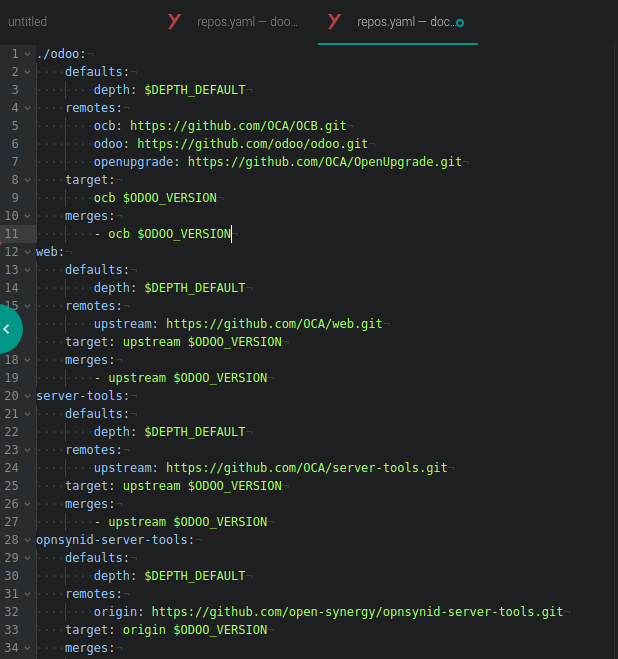 untitled
repos.yaml — doo...
repos.yaml — doc...
1 ./odoo:
2 defaults:
3 depth: $DEPTH_DEFAULT
4 remotes:
5 ocb: https://github.com/OCA/OCB.git
6 odoo: https://github.com/odoo/odoo.git
7 openupgrade: https://github.com/OCA/OpenUpgrade.git
8 target:
9 ocb $ODOO_VERSION
10 merges:
11 - ocb $ODOO_VERSION
12 web:
13 defaults:
14 depth: $DEPTH_DEFAULT
15 remotes:
upstream: https://github.com/OCA/web.git
target: upstream $ODOO_VERSION
18 merges:
19 - upstream $ODOO_VERSION
20 server-tools:
21 defaults:
22 depth: $DEPTH_DEFAULT
23 remotes:
24 upstream: https://github.com/OCA/server-tools.git
25 target: upstream $ODOO_VERSION
26 merges:
27 - upstream $ODOO_VERSION
28 opnsynid-server-tools:
29 defaults:
30 depth: $DEPTH_DEFAULT
31 remotes:
32 origin: https://github.com/open-synergy/opnsynid-server-tools.git
33 target: origin $ODOO_VERSION
34 merges: